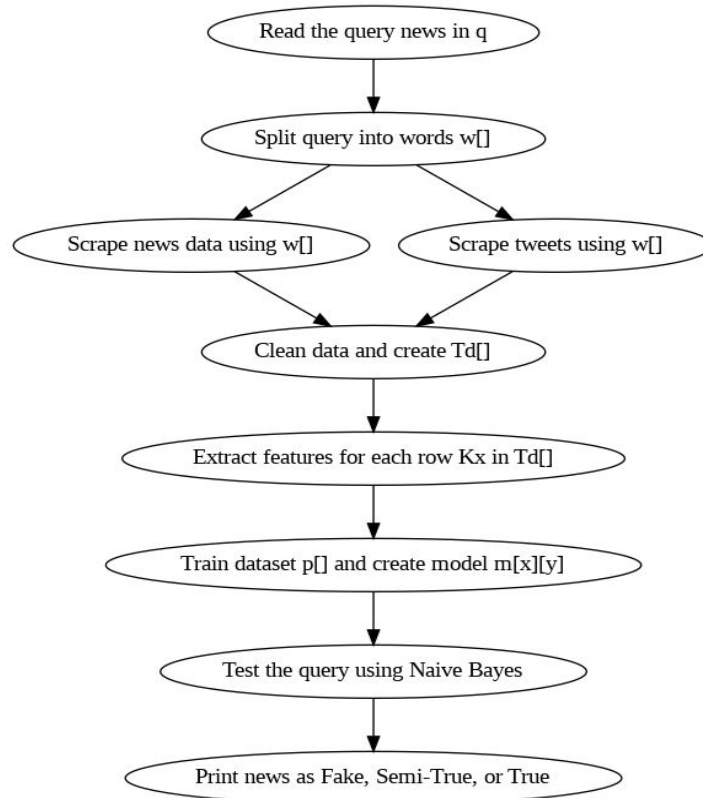 Read the query news in q
Split query into words w[]
Scrape news data using w[]
Scrape tweets using w[]
Clean data and create Td[]
Extract features for each row Kx in Td[]
Train dataset p[] and create model m[x][y]
Test the query using Naive Bayes
Print news as Fake, Semi-True, or True